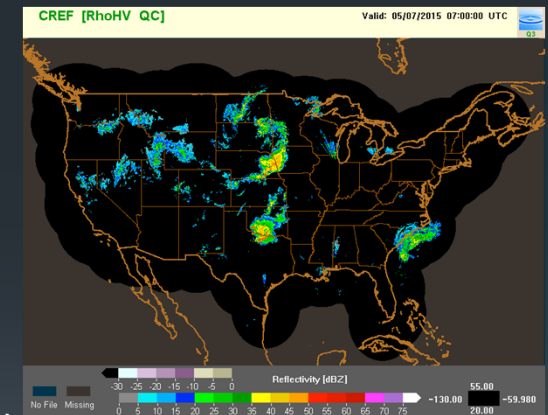 CREF [RhoHV QC]
Valid: 05/07/2015 07:00:00 UTC
Q3
Reflectivity [dBZ]
-30 -25 -20 -15 -10 -5 0
No File Missing
0 5 10 15 20 25 30 35 40 45 50 55 60 65 70 75
55.00
-130.00 -59.980
20.00